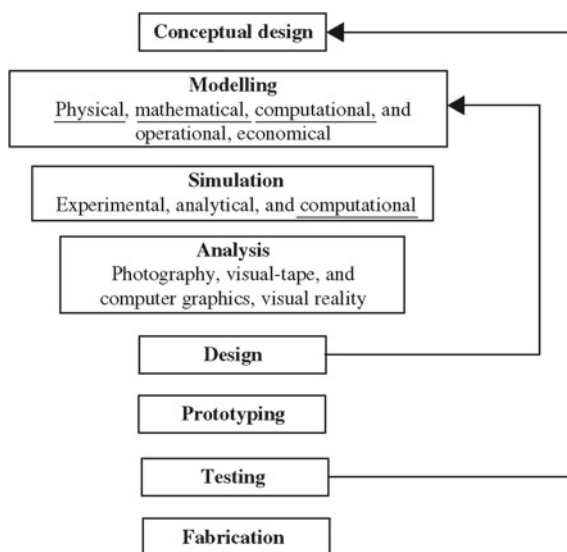 Conceptual design
Modelling
Physical, mathematical, computational, and
operational, economical
Simulation
Experimental, analytical, and computational
Analysis
Photography, visual-tape, and
computer graphics, visual reality
Design
Prototyping
Testing
Fabrication